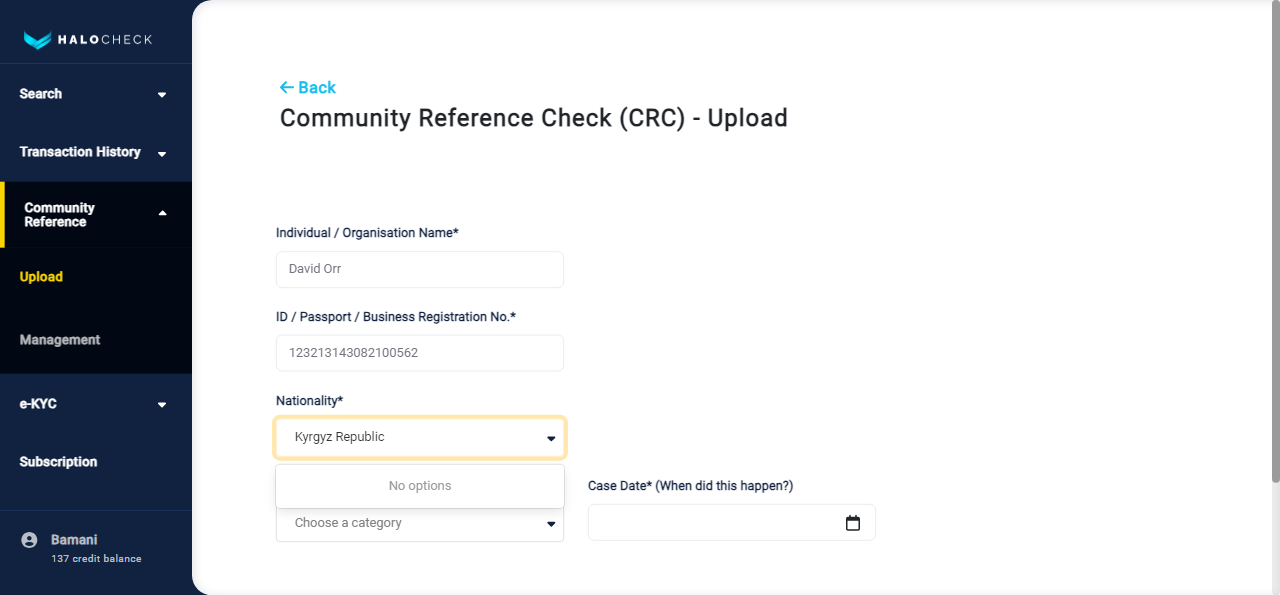 HALOCHECK
Search
Transaction History
Community
Reference
Upload
Management
e-KYC
Subscription
Bamani
137 credit balance
Back
Community Reference Check (CRC) - Upload
Individual / Organisation Name*
David Orr
ID / Passport / Business Registration No.*
123213143082100562
Nationality*
Kyrgyz Republic
No options
Choose a category
Case Date* (When did this happen?)